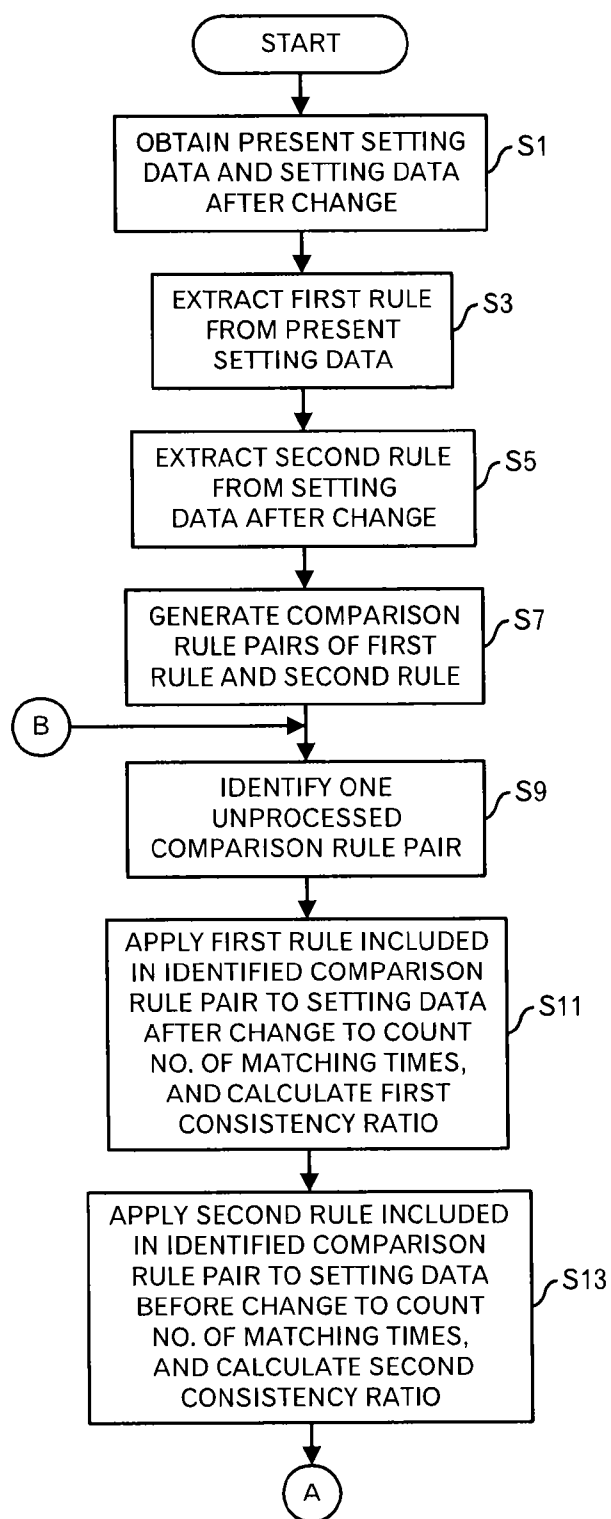 START
OBTAIN PRESENT SETTING
DATA AND SETTING DATA
AFTER CHANGE
S1
EXTRACT FIRST RULE
FROM PRESENT
SETTING DATA
S3
EXTRACT SECOND RULE
FROM SETTING
DATA AFTER CHANGE
S5
GENERATE COMPARISON
RULE PAIRS OF FIRST
RULE AND SECOND RULE
S7
B
IDENTIFY ONE
UNPROCESSED
COMPARISON RULE PAIR
S9
APPLY FIRST RULE INCLUDED
IN IDENTIFIED COMPARISON
RULE PAIR TO SETTING DATA
AFTER CHANGE TO COUNT
NO. OF MATCHING TIMES,
AND CALCULATE FIRST
CONSISTENCY RATIO
S11
APPLY SECOND RULE INCLUDED
IN IDENTIFIED COMPARISON
RULE PAIR TO SETTING DATA
BEFORE CHANGE TO COUNT
NO. OF MATCHING TIMES,
AND CALCULATE SECOND
CONSISTENCY RATIO
S13
A